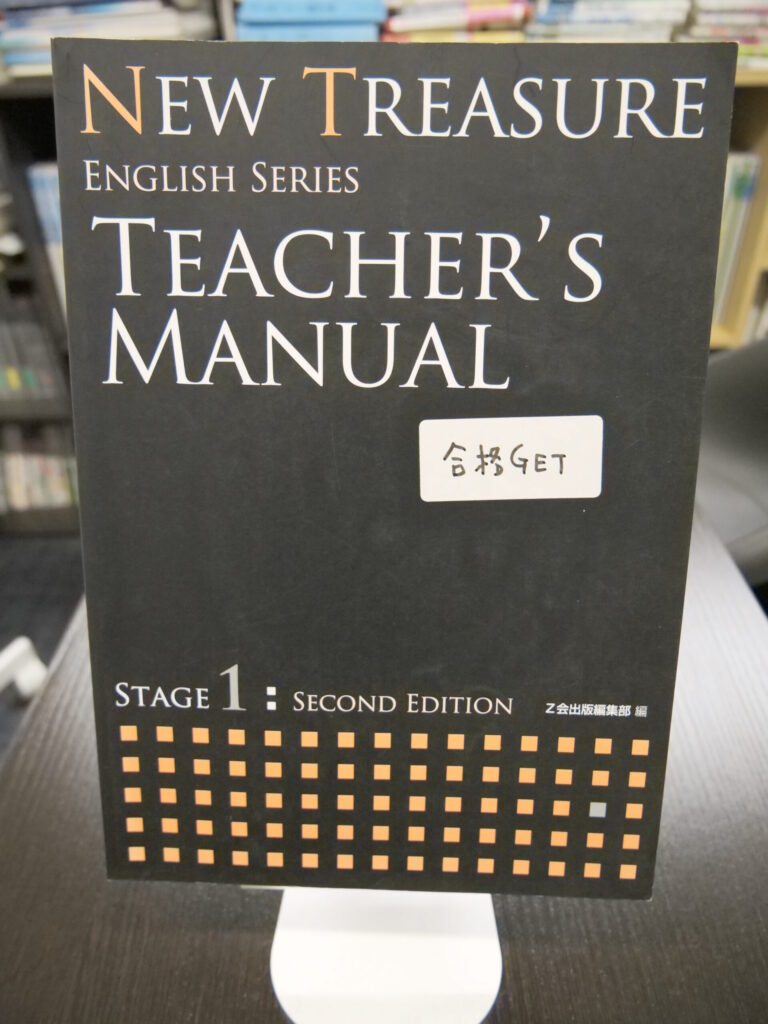 NEW TREASURE
ENGLISH SERIES
TEACHER'S
MANUAL
合格GET
STAGE 1 : SECOND EDITION Z会出版編集部 編